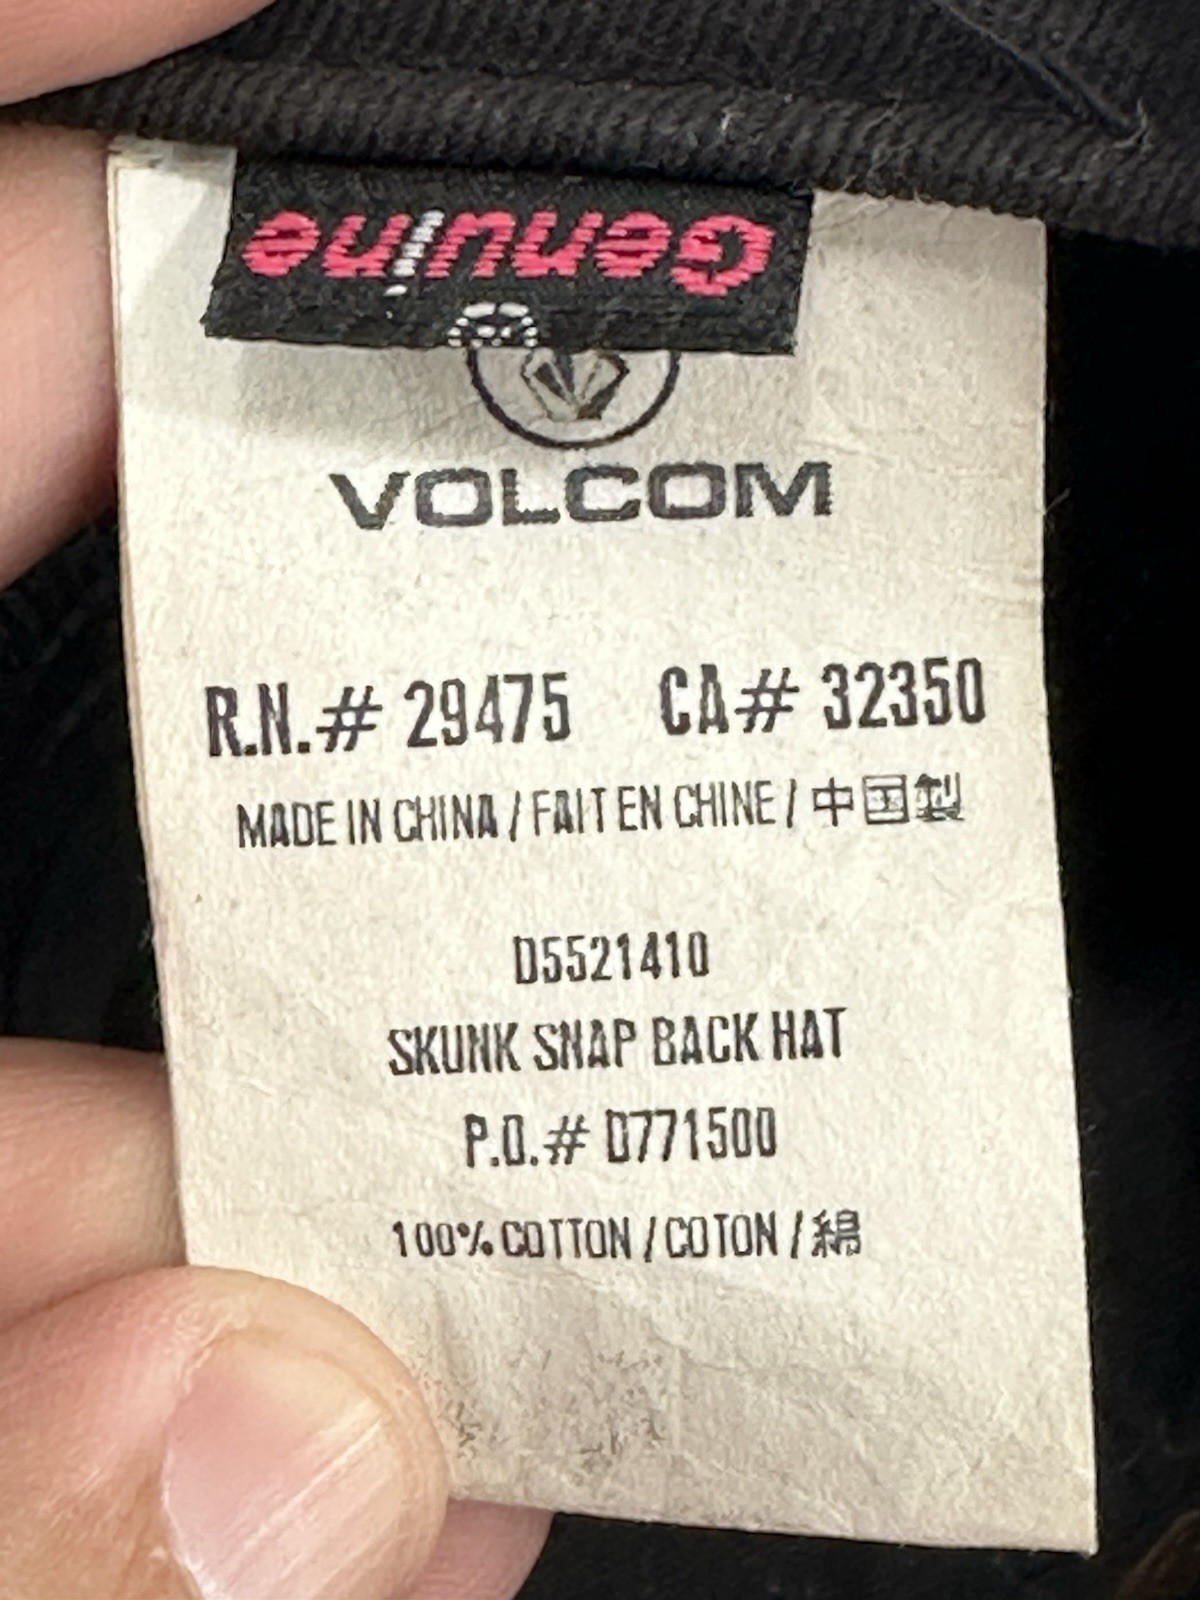 Genuine
VOLCOM
R.N.# 29475 CA# 32350
MADE IN CHINA / FAIT EN CHINE / 中国製
D5521410
SKUNK SNAP BACK HAT
P.O.# D771500
100% COTTON / COTON / 綿